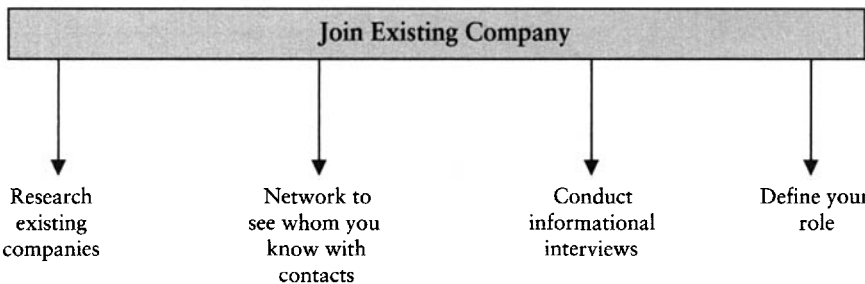 Join Existing Company
Research
existing
companies
Network to
see whom you
know with
contacts
Conduct
informational
interviews
Define your
role